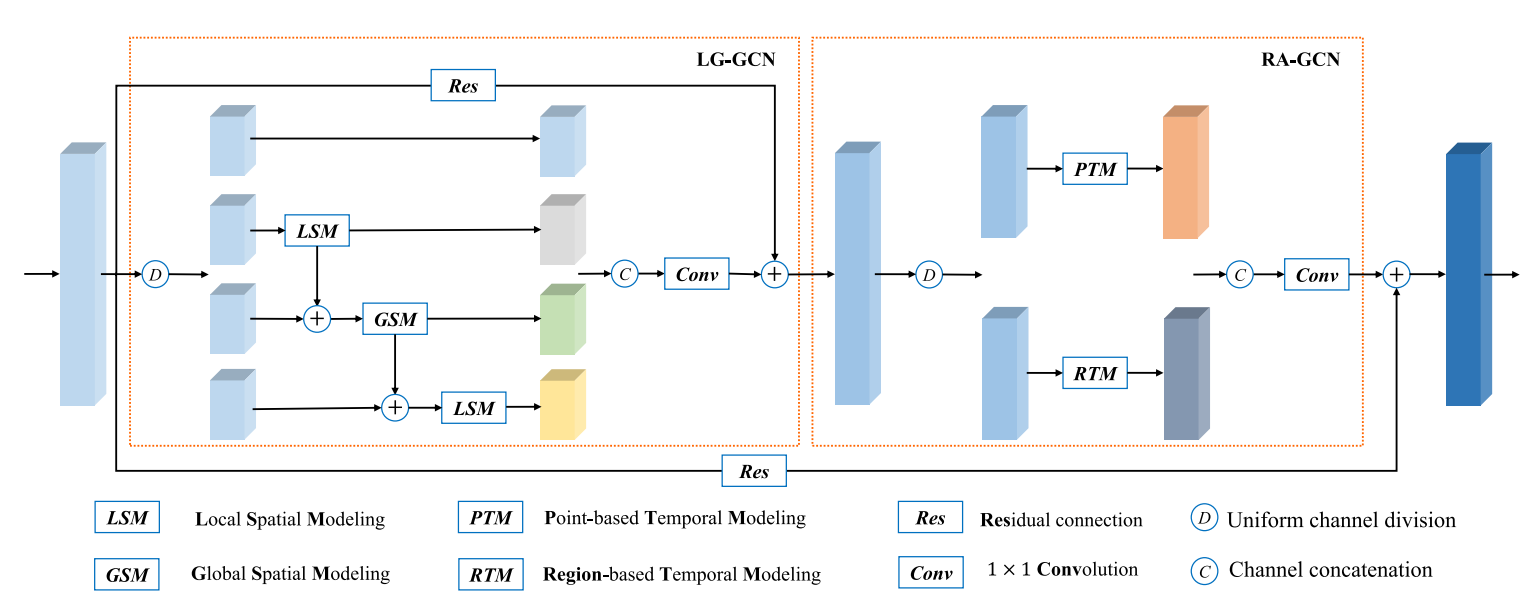 LG-GCN
RA-GCN
Res
PTM
LSM
D
C
Conv
+
D
C
Conv
+
+
GSM
RTM
+
LSM
Res
LSM
Local Spatial Modeling
PTM
Point-based Temporal Modeling
Res
Residual connection
D
Uniform channel division
GSM
Global Spatial Modeling
RTM
Region-based Temporal Modeling
Conv
1 × 1 Convolution
C
Channel concatenation